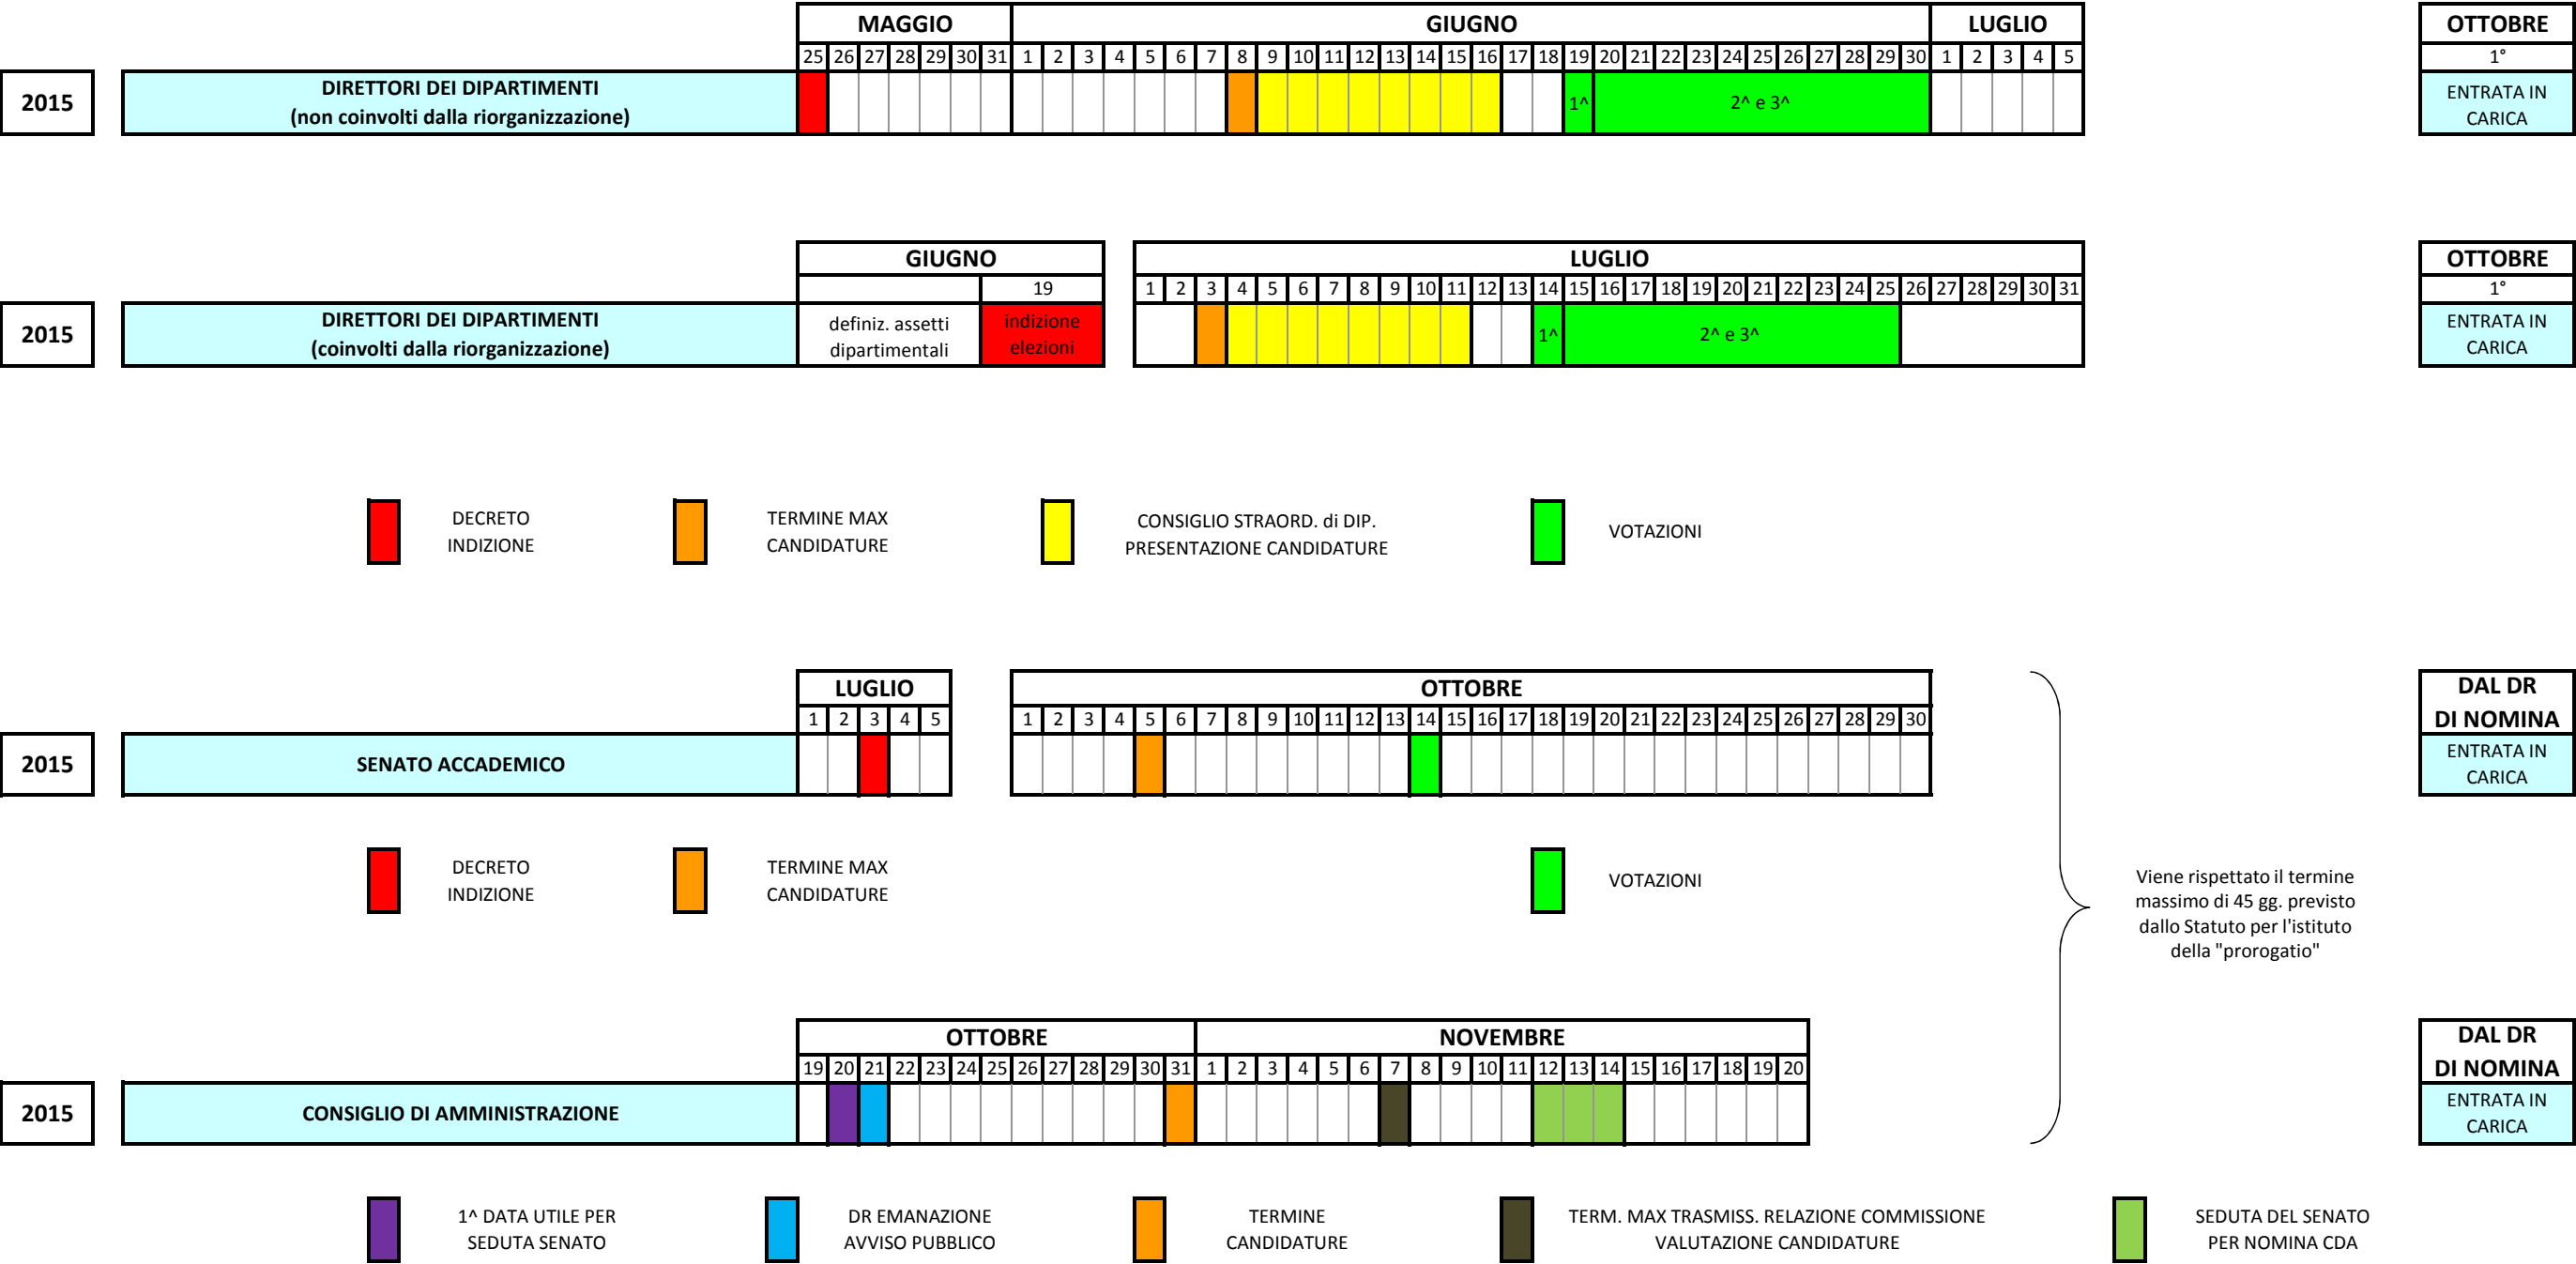 MAGGIO GIUGNO LUGLIO OTTOBRE
25 26 27 28 29 30 31 1 2 3 4 5 6 7 8 9 10 11 12 13 14 15 16 17 18 19 20 21 22 23 24 25 26 27 28 29 30 1 2 3 4 5 1°
2015 DIRETTORI DEI DIPARTIMENTI
(non coinvolti dalla riorganizzazione)
1^ 2^ e 3^
ENTRATA IN
CARICA
GIUGNO LUGLIO OTTOBRE
19 1 2 3 4 5 6 7 8 9 10 11 12 13 14 15 16 17 18 19 20 21 22 23 24 25 26 27 28 29 30 31 1°
2015 DIRETTORI DEI DIPARTIMENTI
(coinvolti dalla riorganizzazione)
definiz. assetti
dipartimentali
indizione
elezioni
1^ 2^ e 3^
ENTRATA IN
CARICA
DECRETO
INDIZIONE
TERMINE MAX
CANDIDATURE
CONSIGLIO STRAORD. di DIP.
PRESENTAZIONE CANDIDATURE
VOTAZIONI
LUGLIO OTTOBRE
1 2 3 4 5 1 2 3 4 5 6 7 8 9 10 11 12 13 14 15 16 17 18 19 20 21 22 23 24 25 26 27 28 29 30
DAL DR
DI NOMINA
2015 SENATO ACCADEMICO
ENTRATA IN
CARICA
DECRETO
INDIZIONE
TERMINE MAX
CANDIDATURE
VOTAZIONI
Viene rispettato il termine
massimo di 45 gg. previsto
dallo Statuto per l'istituto
della "prorogatio"
OTTOBRE NOVEMBRE
19 20 21 22 23 24 25 26 27 28 29 30 31 1 2 3 4 5 6 7 8 9 10 11 12 13 14 15 16 17 18 19 20
DAL DR
DI NOMINA
2015 CONSIGLIO DI AMMINISTRAZIONE
ENTRATA IN
CARICA
1^ DATA UTILE PER
SEDUTA SENATO
DR EMANAZIONE
AVVISO PUBBLICO
TERMINE
CANDIDATURE
TERM. MAX TRASMISS. RELAZIONE COMMISSIONE
VALUTAZIONE CANDIDATURE
SEDUTA DEL SENATO
PER NOMINA CDA